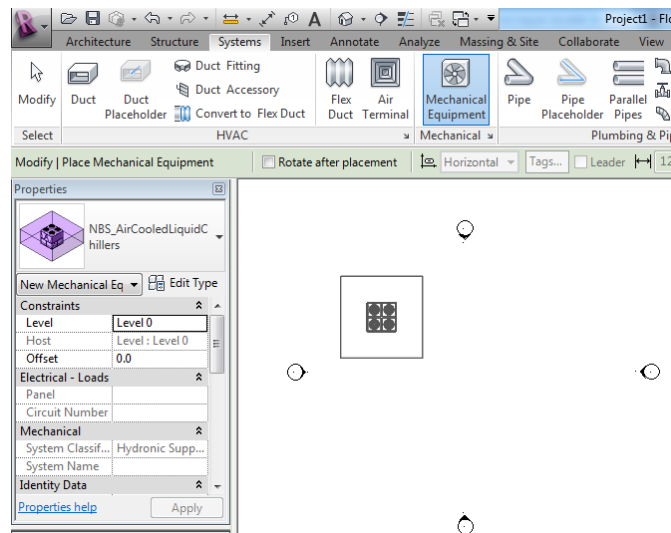 Project1 - Flo
Architecture Structure Systems Insert Annotate Analyze Massing & Site Collaborate View
Modify Duct Duct Placeholder Duct Fitting Duct Accessory Convert to Flex Duct Flex Duct Air Terminal Mechanical Equipment Pipe Pipe Placeholder Parallel Pipes
Select HVAC Mechanical Plumbing & Pip
Modify | Place Mechanical Equipment Rotate after placement Horizontal Tags... Leader 12
Properties
NBS_AirCooledLiquidC
hillers
New Mechanical Eq Edit Type
Constraints
Level Level 0
Host Level : Level 0
Offset 0.0
Electrical - Loads
Panel
Circuit Number
Mechanical
System Classif... Hydronic Supp...
System Name
Identity Data
Properties help Apply